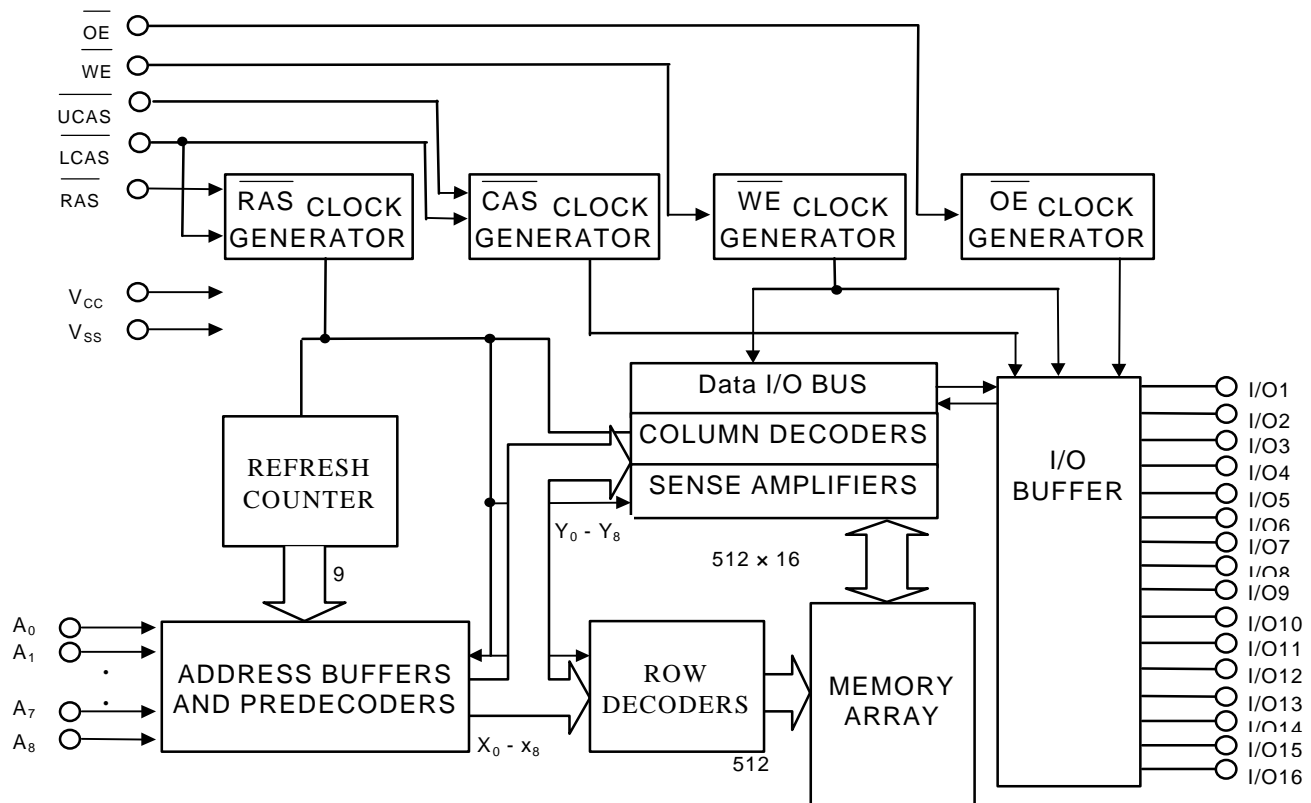 OE
WE
UCAS
LCAS
RAS
RAS CLOCK
GENERATOR
CAS CLOCK
GENERATOR
WE CLOCK
GENERATOR
OE CLOCK
GENERATOR
VCC
VSS
Data I/O BUS
COLUMN DECODERS
SENSE AMPLIFIERS
REFRESH
COUNTER
I/O
BUFFER
I/O1
I/O2
I/O3
I/O4
I/O5
I/O6
I/O7
I/O8
I/O9
I/O10
I/O11
I/O12
I/O13
I/O14
I/O15
I/O16
Y0 - Y8
512 × 16
9
A0
A1
.
.
A7
A8
ADDRESS BUFFERS
AND PREDECODERS
X0 - x8
ROW
DECODERS
512
MEMORY
ARRAY